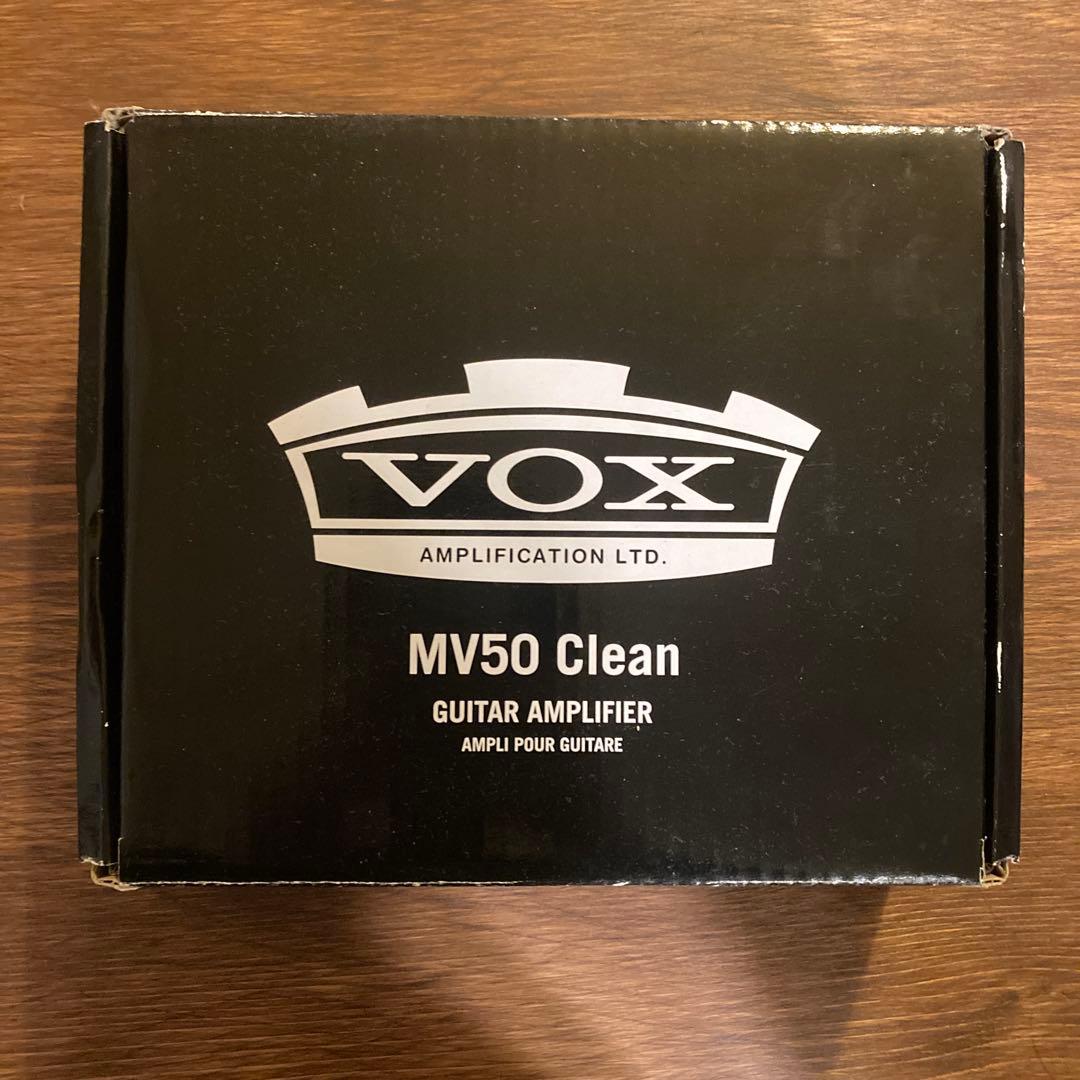 VOX
AMPLIFICATION LTD.
MV50 Clean
GUITAR AMPLIFIER
AMPLI POUR GUITARE